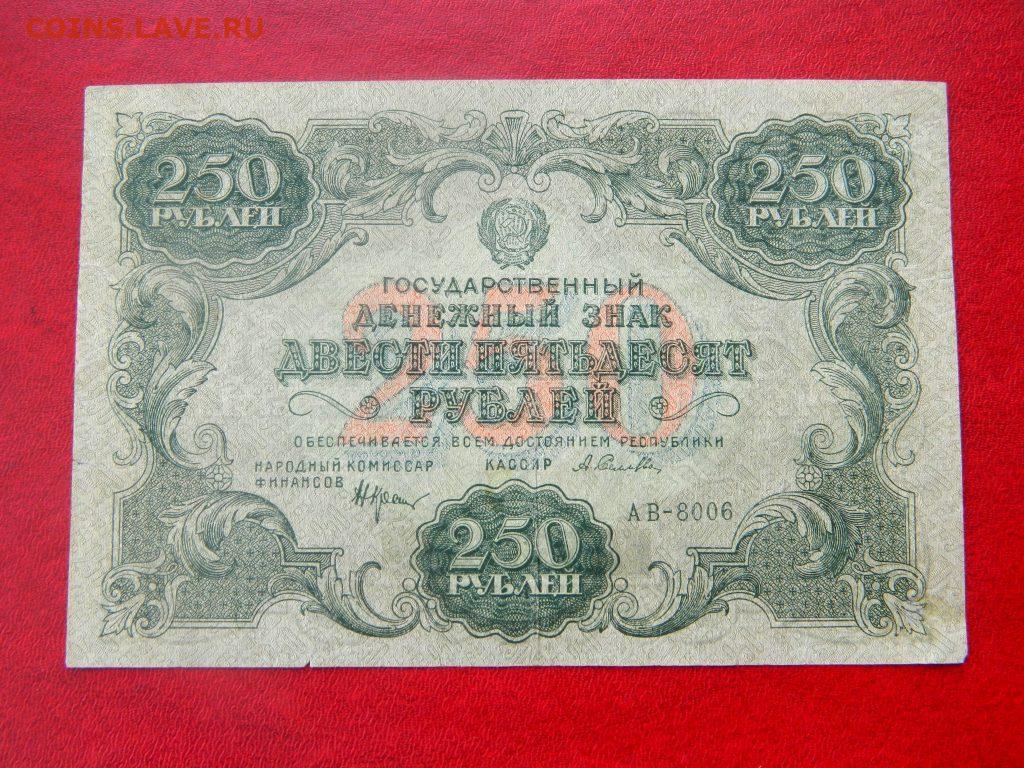 COINS.LAVE.RU
250 РУБЛЕЙ
250 РУБЛЕЙ
ГОСУДАРСТВЕННЫЙ
ДЕНЕЖНЫЙ ЗНАК
250
ДВЕСТИ ПЯТЬДЕСЯТ
РУБЛЕЙ
ОБЕСПЕЧИВАЕТСЯ ВСЕМ ДОСТОЯНИЕМ РЕСПУБЛИКИ
НАРОДНЫЙ КОМИССАР
ФИНАНСОВ
КАССИР
АВ-8006
250
РУБЛЕЙ